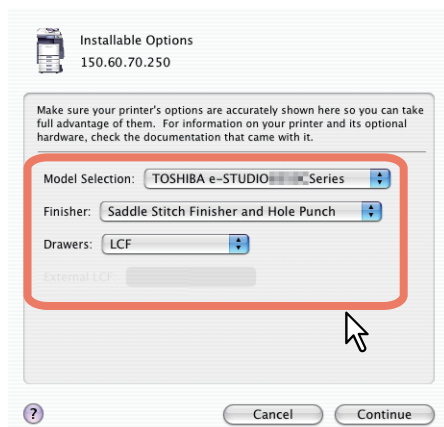 Installable Options
150.60.70.250
Make sure your printer's options are accurately shown here so you can take
full advantage of them. For information on your printer and its optional
hardware, check the documentation that came with it.
Model Selection: TOSHIBA e-STUDIO Series
Finisher: Saddle Stitch Finisher and Hole Punch
Drawers: LCF
External LCF:
?
Cancel Continue